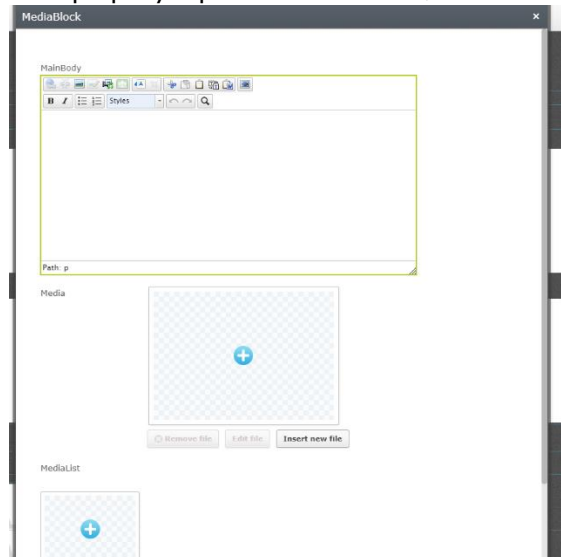 MediaBlock ×
MainBody
B I Styles
Path: p
Media
Remove file Edit file Insert new file
MediaList